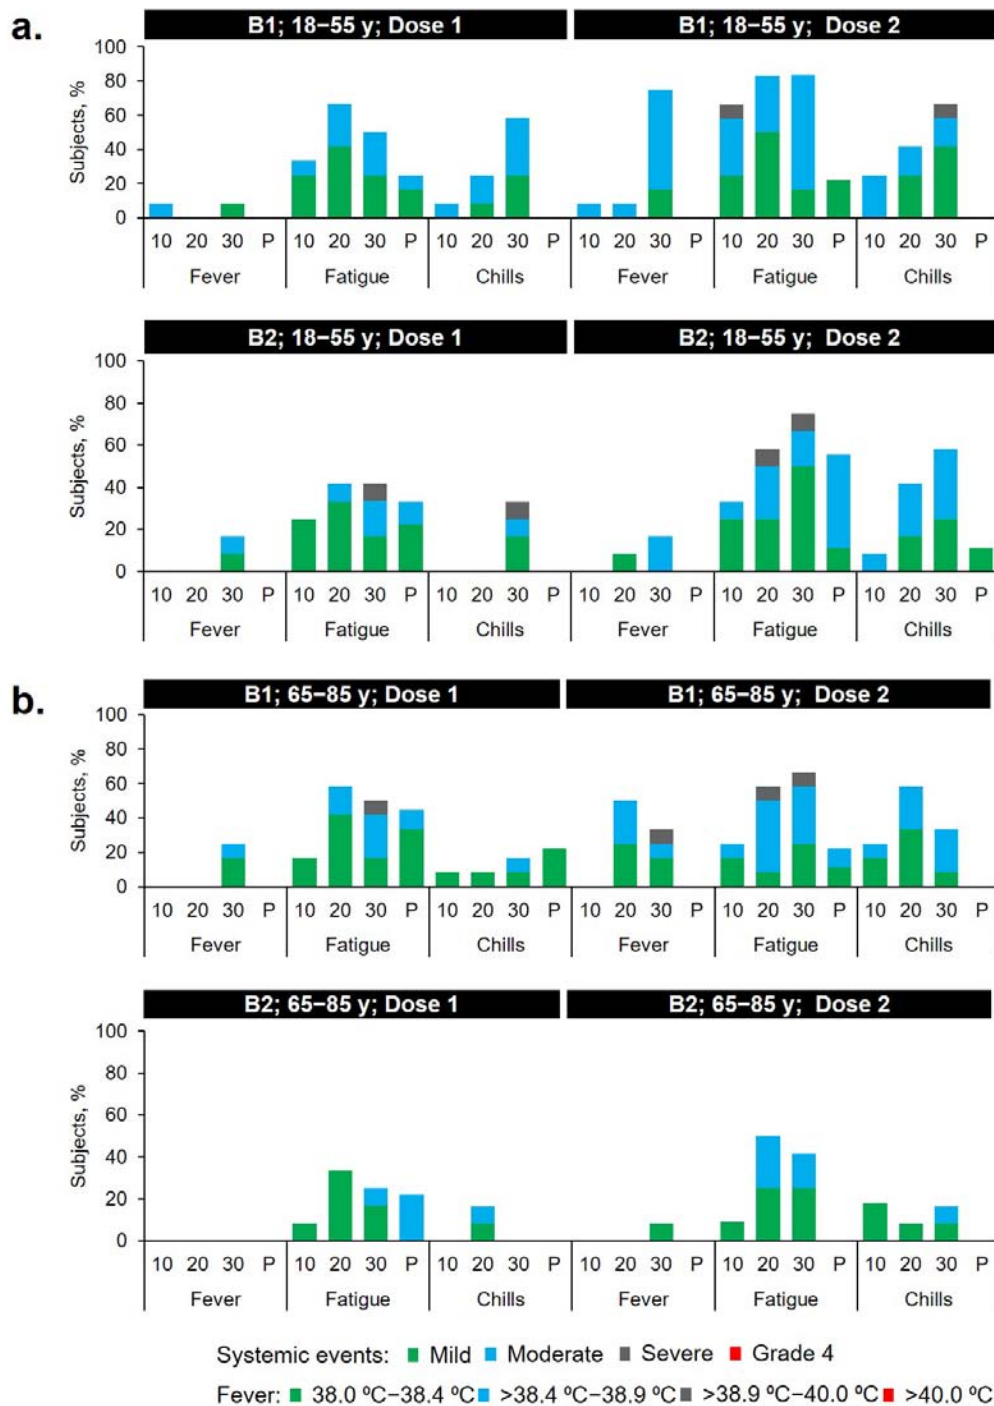 a.
B1; 18–55 y; Dose 1 B1; 18–55 y; Dose 2
Subjects, %
100
80
60
40
20
0
10 20 30 P 10 20 30 P 10 20 30 P 10 20 30 P 10 20 30 P 10 20 30 P
Fever Fatigue Chills Fever Fatigue Chills
B2; 18–55 y; Dose 1 B2; 18–55 y; Dose 2
Subjects, %
100
80
60
40
20
0
10 20 30 P 10 20 30 P 10 20 30 P 10 20 30 P 10 20 30 P 10 20 30 P
Fever Fatigue Chills Fever Fatigue Chills
b.
B1; 65–85 y; Dose 1 B1; 65–85 y; Dose 2
Subjects, %
100
80
60
40
20
0
10 20 30 P 10 20 30 P 10 20 30 P 10 20 30 P 10 20 30 P 10 20 30 P
Fever Fatigue Chills Fever Fatigue Chills
B2; 65–85 y; Dose 1 B2; 65–85 y; Dose 2
Subjects, %
100
80
60
40
20
0
10 20 30 P 10 20 30 P 10 20 30 P 10 20 30 P 10 20 30 P 10 20 30 P
Fever Fatigue Chills Fever Fatigue Chills
Systemic events: Mild Moderate Severe Grade 4
Fever: 38.0 ºC–38.4 ºC >38.4 ºC–38.9 ºC >38.9 ºC–40.0 ºC >40.0 ºC